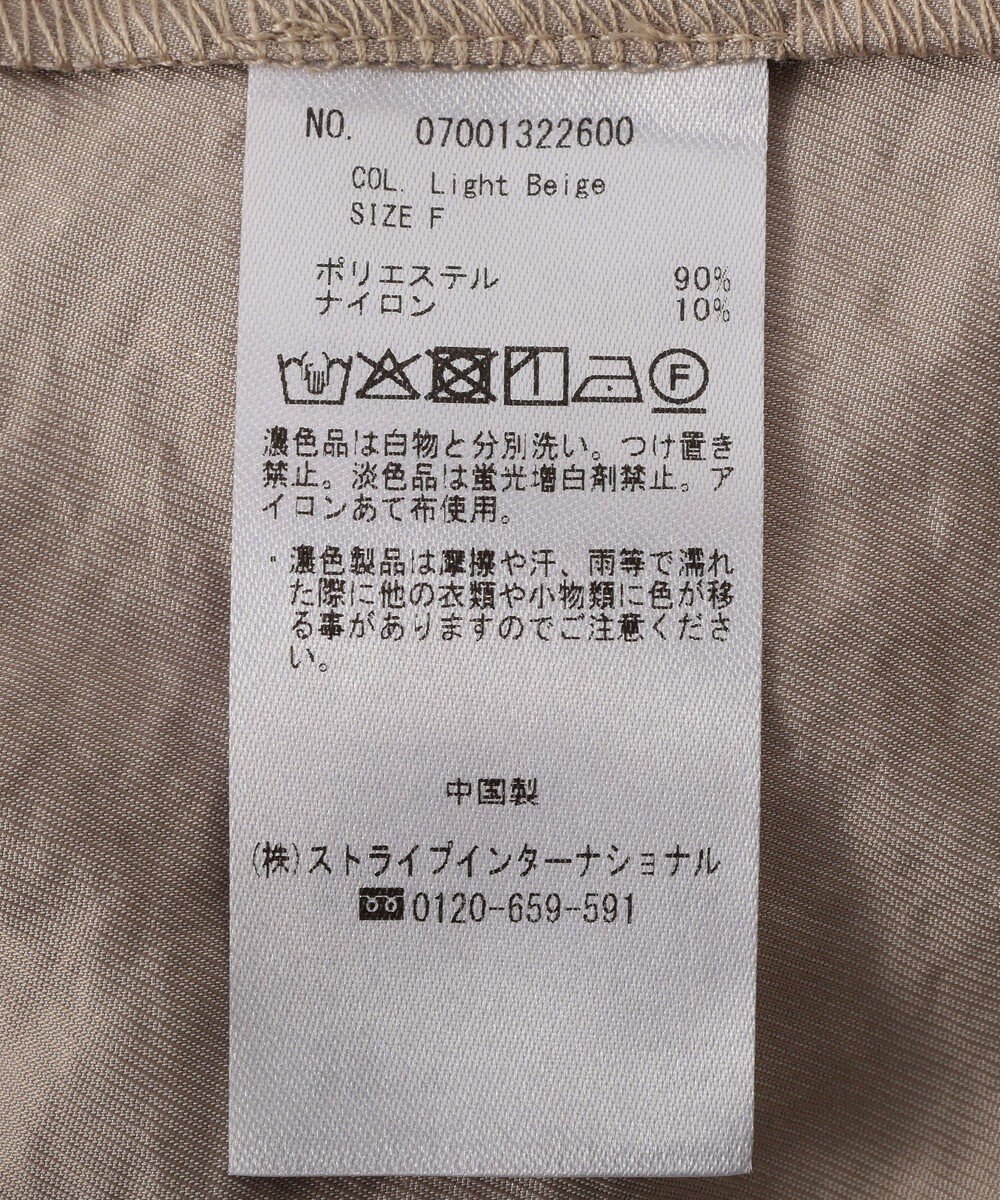 NO. 07001322600
COL. Light Beige
SIZE F
ポリエステル 90%
ナイロン 10%
F
濃色品は白物と分別洗い。つけ置き
禁止。淡色品は蛍光増白剤禁止。ア
イロンあて布使用。
・濃色製品は摩擦や汗、雨等で濡れ
た際に他の衣類や小物類に色が移
る事がありますのでご注意くださ
い。
中国製
(株)ストライプインターナショナル
0120-659-591